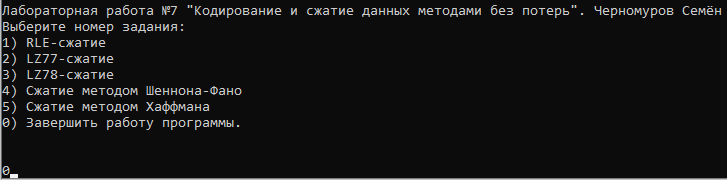 Лабораторная работа №7 "Кодирование и сжатие данных методами без потерь". Черномуров Семён
Выберите номер задания:
1) RLE-сжатие
2) LZ77-сжатие
3) LZ78-сжатие
4) Сжатие методом Шеннона-Фано
5) Сжатие методом Хаффмана
0) Завершить работу программы.
0